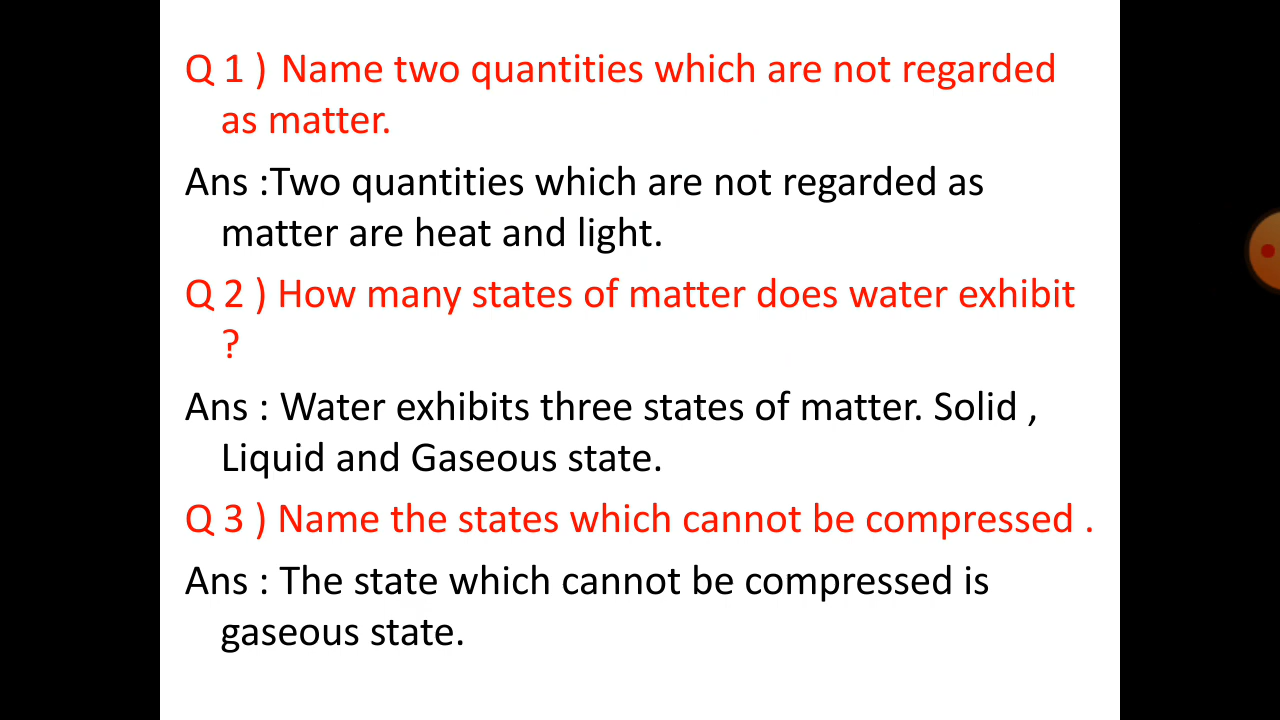 Q 1 ) Name two quantities which are not regarded
as matter.
Ans :Two quantities which are not regarded as
matter are heat and light.
Q 2 ) How many states of matter does water exhibit
?
Ans : Water exhibits three states of matter. Solid ,
Liquid and Gaseous state.
Q 3 ) Name the states which cannot be compressed .
Ans : The state which cannot be compressed is
gaseous state.